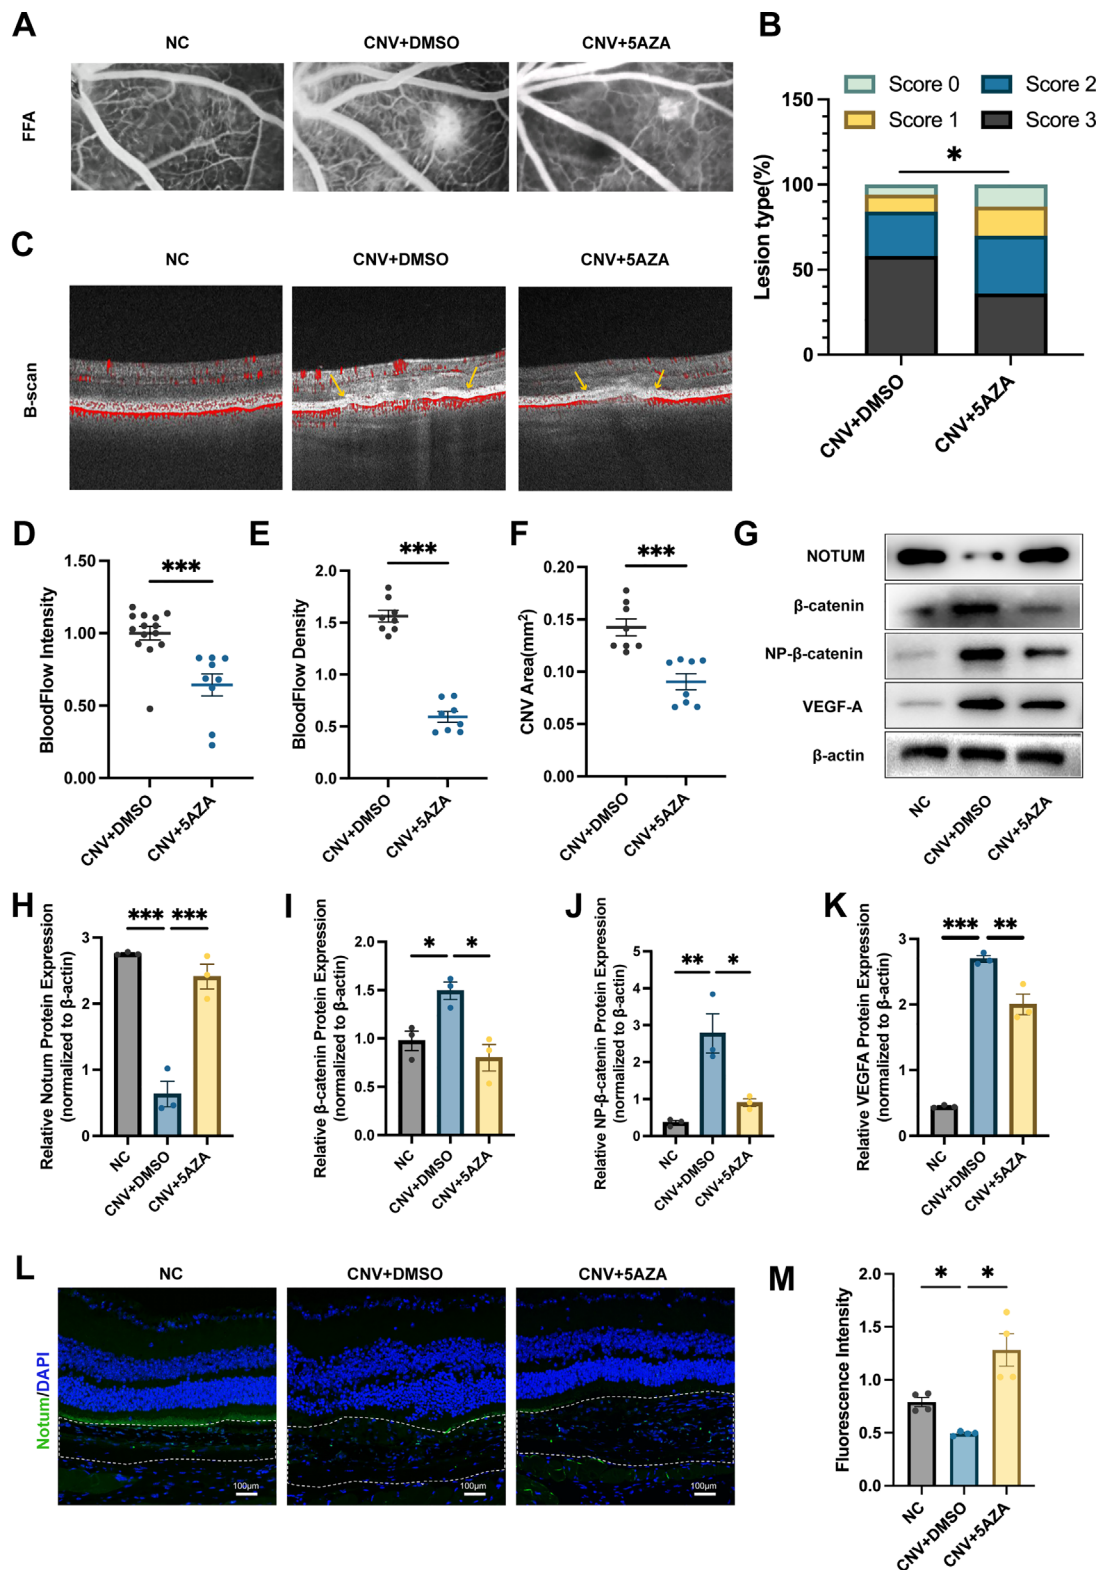 A
NC
CNV+DMSO
CNV+5AZA
FFA
B
Score 0
Score 2
Score 1
Score 3
Lesion type(%)
150
100
50
0
*
CNV+DMSO
CNV+5AZA
C
NC
CNV+DMSO
CNV+5AZA
B-scan
D
BloodFlow Intensity
1.50
1.00
0.50
0.00
***
CNV+DMSO
CNV+5AZA
E
BloodFlow Density
2.0
1.5
1.0
0.5
0.0
***
CNV+DMSO
CNV+5AZA
F
CNV Area(mm²)
0.20
0.15
0.10
0.05
0.00
***
CNV+DMSO
CNV+5AZA
G
NOTUM
β-catenin
NP-β-catenin
VEGF-A
β-actin
NC
CNV+DMSO
CNV+5AZA
H
Relative Notum Protein Expression
(normalized to β-actin)
3
2
1
0
*** ***
NC
CNV+DMSO
CNV+5AZA
I
Relative β-catenin Protein Expression
(normalized to β-actin)
2.0
1.5
1.0
0.5
0.0
* *
NC
CNV+DMSO
CNV+5AZA
J
Relative NP-β-catenin Protein Expression
(normalized to β-actin)
5
4
3
2
1
0
** *
NC
CNV+DMSO
CNV+5AZA
K
Relative VEGFA Protein Expression
(normalized to β-actin)
3
2
1
0
*** **
NC
CNV+DMSO
CNV+5AZA
L
NC
CNV+DMSO
CNV+5AZA
Notum/DAPI
100μm
100μm
100μm
M
Fluorescence Intensity
2.0
1.5
1.0
0.5
0.0
* *
NC
CNV+DMSO
CNV+5AZA